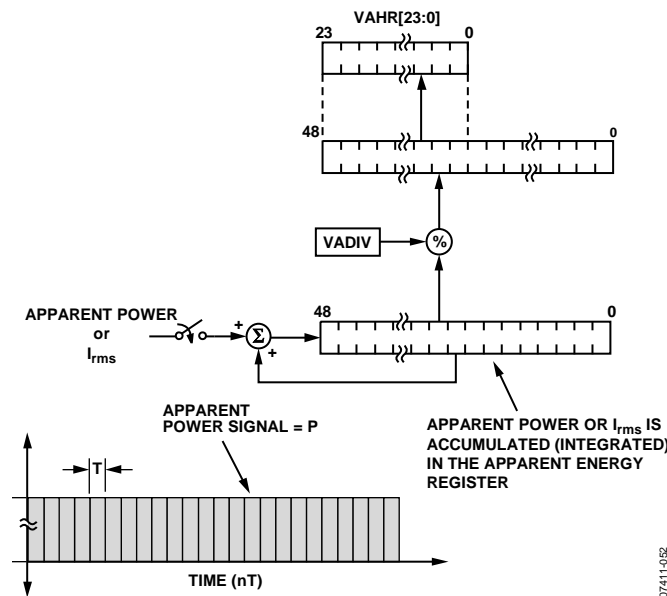 VAHR[23:0]
23 0
48 0
VADIV %
48 0
APPARENT POWER
or
Irms
+ Σ
+
APPARENT POWER OR Irms IS
ACCUMULATED (INTEGRATED)
IN THE APPARENT ENERGY
REGISTER
APPARENT
POWER SIGNAL = P
T
TIME (nT)
07411-052